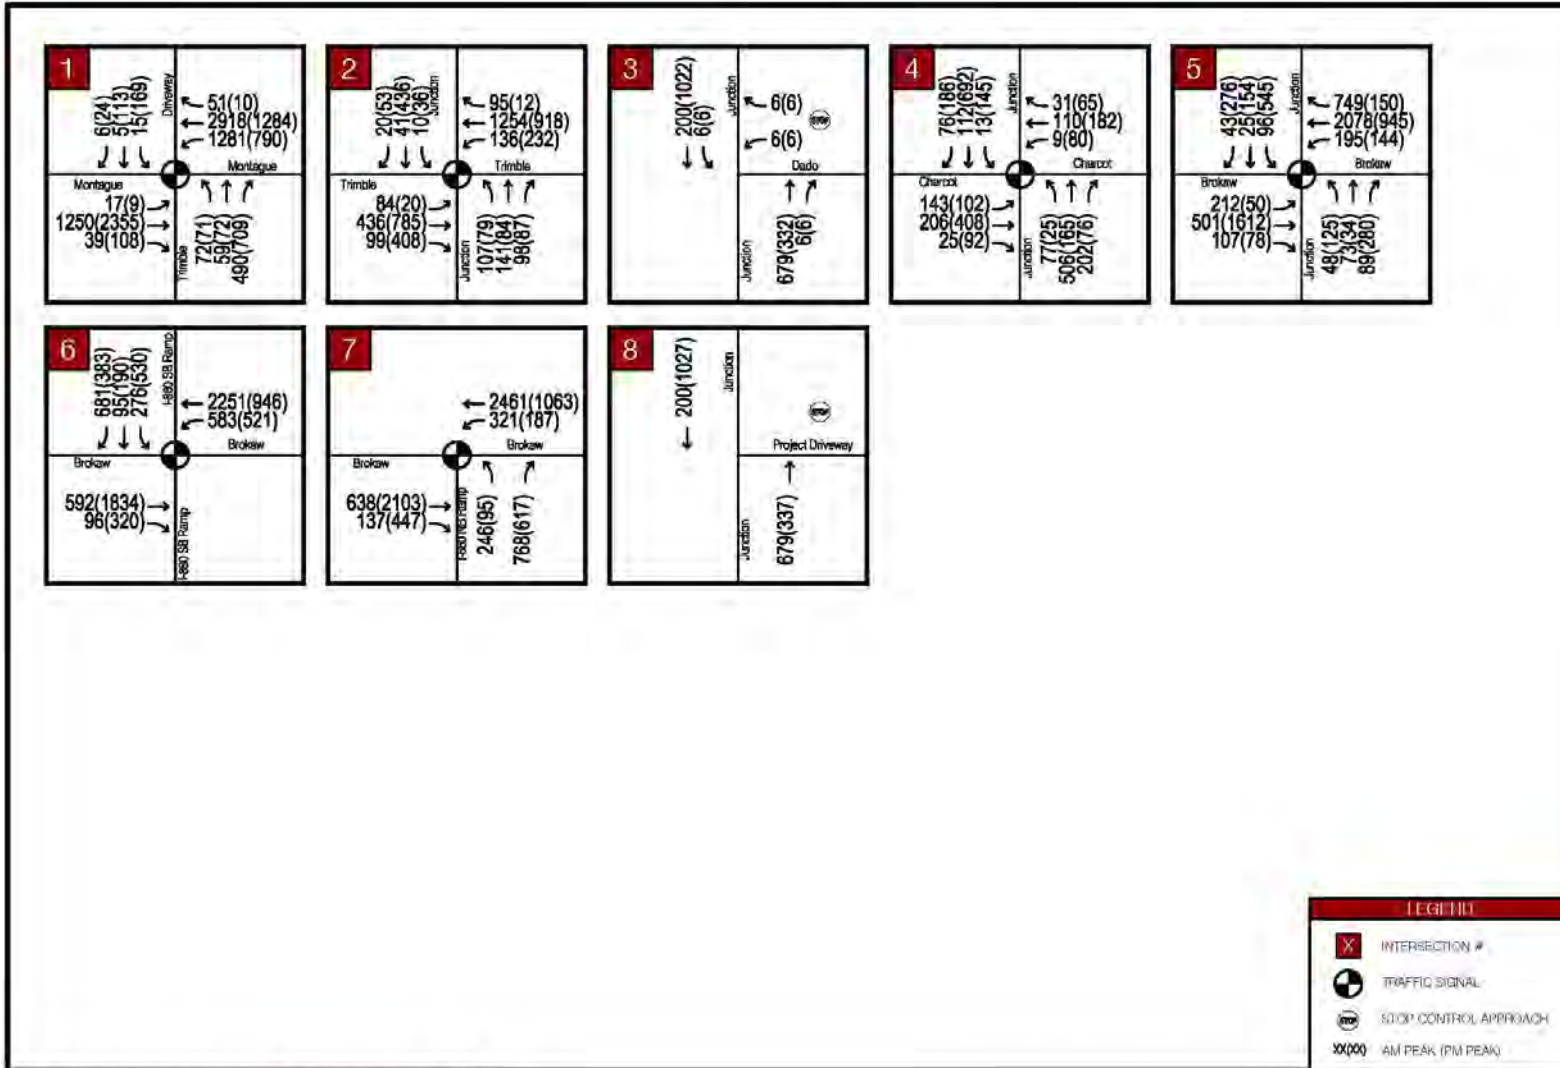 1
6(24)
5(113)
15(169)
Driveway
51(10)
2918(1284)
1281(790)
Montague
Montague
17(9)
1250(2355)
39(108)
Trimble
72(71)
59(72)
490(709)
2
20(53)
41(436)
10(36)
Junction
95(12)
1254(918)
136(232)
Trimble
Trimble
84(20)
436(785)
99(408)
Junction
107(79)
141(84)
98(87)
3
200(1022)
6(6)
Junction
6(6)
STOP
6(6)
Dado
Junction
679(332)
6(6)
4
76(186)
112(692)
13(145)
Junction
31(65)
110(182)
9(80)
Charcot
Charcot
143(102)
206(408)
25(92)
Junction
77(25)
506(165)
202(76)
5
43(276)
25(154)
96(545)
Junction
749(150)
2078(945)
195(144)
Brokaw
Brokaw
212(50)
501(1612)
107(78)
Junction
48(125)
73(34)
89(280)
6
681(383)
95(190)
276(530)
I-880 SB Ramp
2251(946)
583(521)
Brokaw
Brokaw
592(1834)
96(320)
I-880 SB Ramp
7
2461(1063)
321(187)
Brokaw
Brokaw
638(2103)
137(447)
I-880 NB Ramp
246(95)
768(617)
8
200(1027)
Junction
STOP
Project Driveway
Junction
679(337)
LEGEND
X INTERSECTION #
TRAFFIC SIGNAL
STOP STOP CONTROL APPROACH
XX(XX) AM PEAK (PM PEAK)